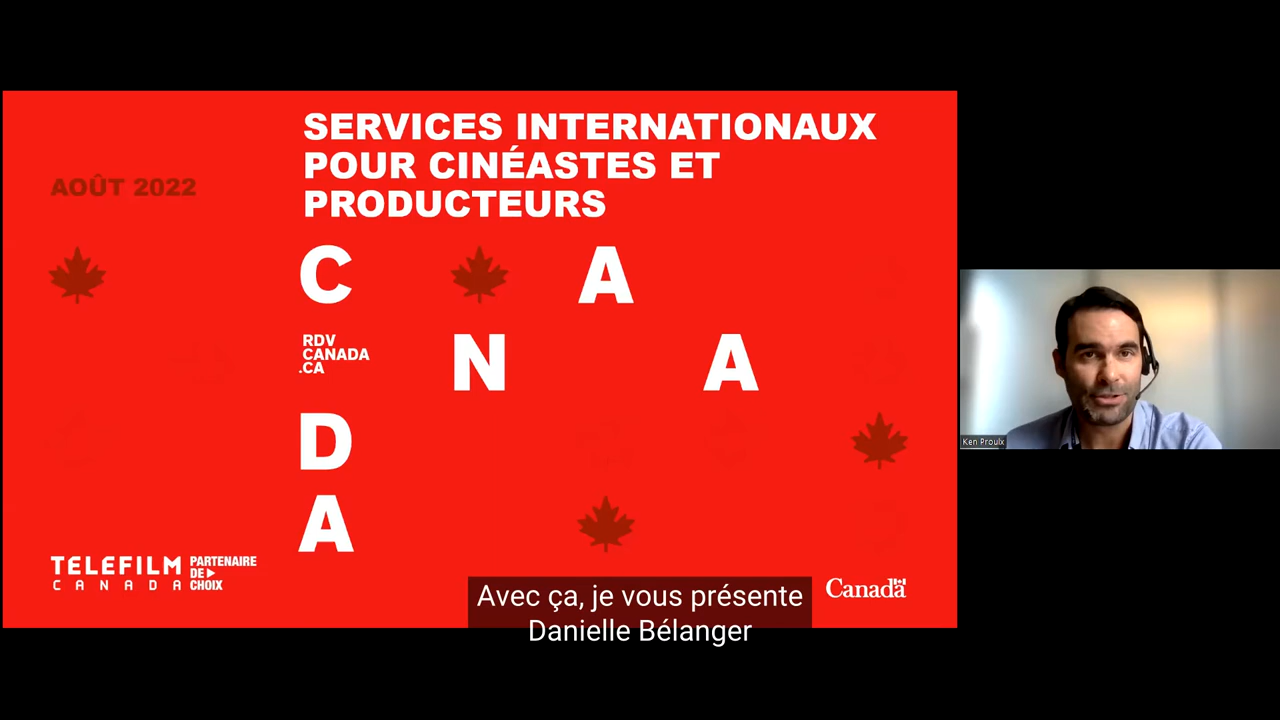 SERVICES INTERNATIONAUX
POUR CINÉASTES ET
PRODUCTEURS
AOÛT 2022
C A
RDV
CANADA
.CA
N A
D
A
TELEFILM
CANADA
PARTENAIRE
DE
CHOIX
Canada
Avec ça, je vous présente
Danielle Bélanger
Ken Proulx